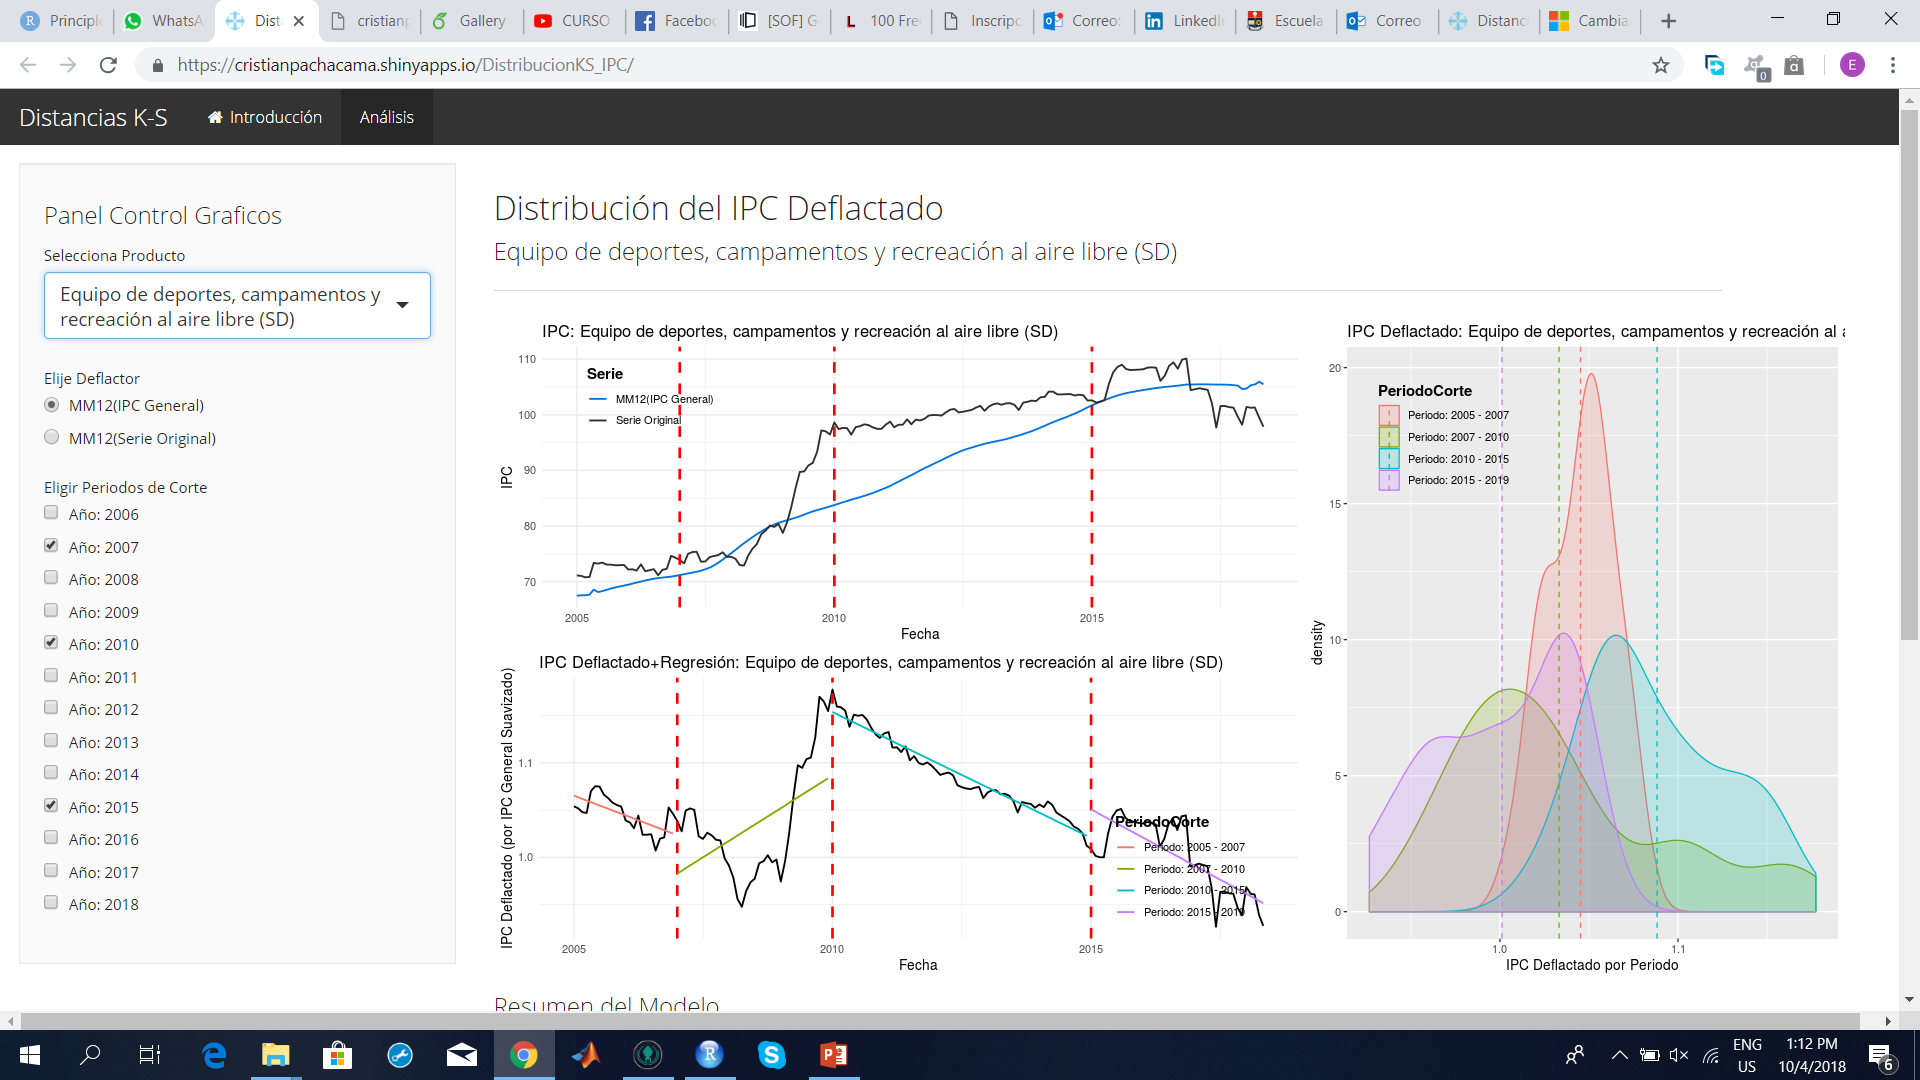 Principl
WhatsA
Dist
cristianp
Gallery
CURSO
Faceboo
[SOF] G
100 Fre
Inscripc
Correo:
LinkedIn
Escuela
Correo
Distanc
Cambia
https://cristianpachacama.shinyapps.io/DistribucionKS_IPC/
0
E
Distancias K-S
Introducción
Análisis
Panel Control Graficos
Selecciona Producto
Equipo de deportes, campamentos y
recreación al aire libre (SD)
Elije Deflactor
MM12(IPC General)
MM12(Serie Original)
Eligir Periodos de Corte
Año: 2006
Año: 2007
Año: 2008
Año: 2009
Año: 2010
Año: 2011
Año: 2012
Año: 2013
Año: 2014
Año: 2015
Año: 2016
Año: 2017
Año: 2018
Distribución del IPC Deflactado
Equipo de deportes, campamentos y recreación al aire libre (SD)
IPC: Equipo de deportes, campamentos y recreación al aire libre (SD)
Serie
MM12(IPC General)
Serie Original
110
100
90
80
70
IPC
2005
2010
2015
Fecha
IPC Deflactado+Regresión: Equipo de deportes, campamentos y recreación al aire libre (SD)
IPC Deflactado (por IPC General Suavizado)
1.1
1.0
PeriodoCorte
Periodo: 2005 - 2007
Periodo: 2007 - 2010
Periodo: 2010 - 2015
Periodo: 2015 - 2019
2005
2010
2015
Fecha
IPC Deflactado: Equipo de deportes, campamentos y recreación al a
PeriodoCorte
Periodo: 2005 - 2007
Periodo: 2007 - 2010
Periodo: 2010 - 2015
Periodo: 2015 - 2019
20
15
10
5
0
density
1.0
1.1
IPC Deflactado por Periodo
Resumen del Modelo
ENG
US
1:12 PM
10/4/2018
6